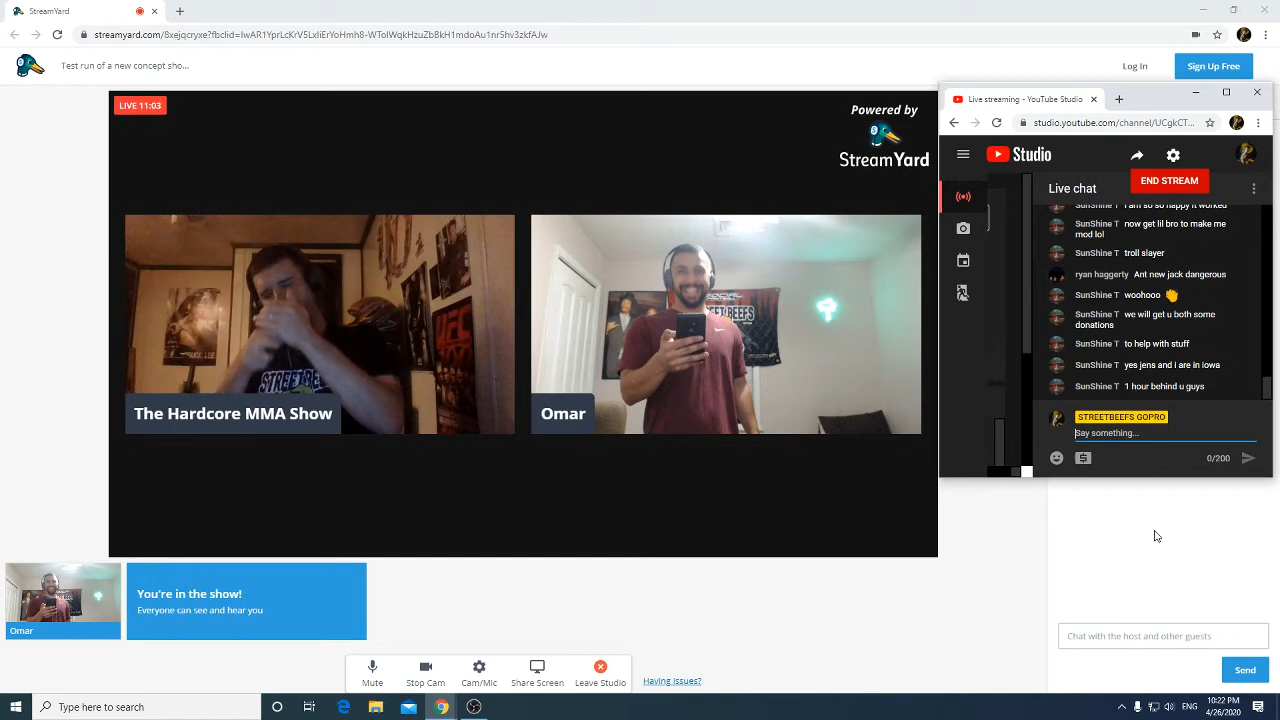 StreamYard
streamyard.com/8xejqcryxe?fbclid=IwAR1YprLcKrV5LxliErYoHmh8-WTolWqkHzuZbBkH1mdoAu1nrShv3zkfAJw
Test run of a new concept sho...
Log In
Sign Up Free
LIVE 11:03
Powered by
StreamYard
The Hardcore MMA Show
Omar
Live streaming - YouTube Studio
studio.youtube.com/channel/UCgkCT...
Studio
END STREAM
Live chat
SunShine T I am so so happy it worked
SunShine T now get lil bro to make me
mod lol
SunShine T troll slayer
ryan haggerty Ant new jack dangerous
SunShine T woohooo 👏
SunShine T we will get u both some
donations
SunShine T to help with stuff
SunShine T yes jens and I are in iowa
SunShine T 1 hour behind u guys
STREETBEEFS GOPRO
Say something...
0/200
Omar
You're in the show!
Everyone can see and hear you
Chat with the host and other guests
Send
Mute
Stop Cam
Cam/Mic
Share Screen
Leave Studio
Having issues?
Type here to search
ENG
10:22 PM
4/26/2020